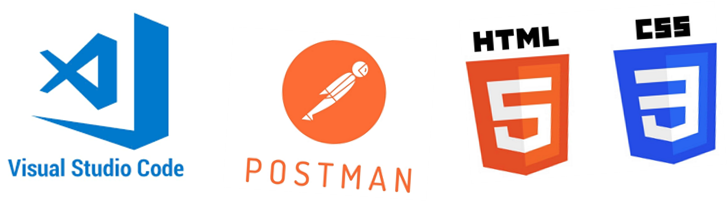 Visual Studio Code
POSTMAN
HTML
5
CSS
3